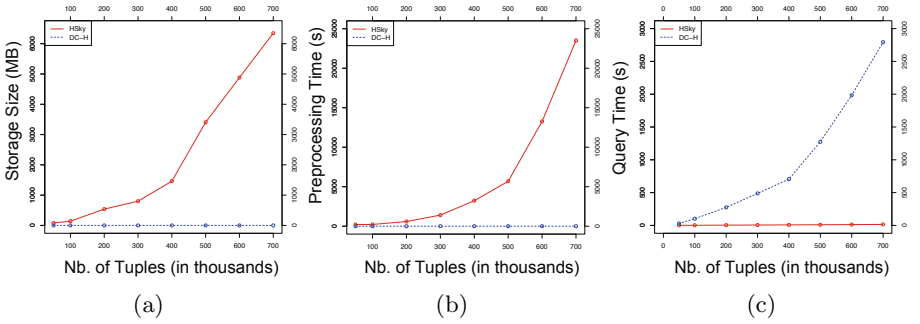 100 200 300 400 500 600 700
HSky
DC−H
Storage Size (MB)
0 1000 2000 3000 4000 5000 6000
0 1000 2000 3000 4000 5000 6000
100 200 300 400 500 600 700
Nb. of Tuples (in thousands)
(a)
100 200 300 400 500 600 700
HSky
DC−H
Preprocessing Time (s)
0 5000 10000 15000 20000 25000
0 5000 10000 15000 20000 25000
100 200 300 400 500 600 700
Nb. of Tuples (in thousands)
(b)
0 100 200 300 400 500 600 700
HSky
DC−H
Query Time (s)
0 500 1000 1500 2000 2500 3000
0 500 1000 1500 2000 2500 3000
0 100 200 300 400 500 600 700
Nb. of Tuples (in thousands)
(c)